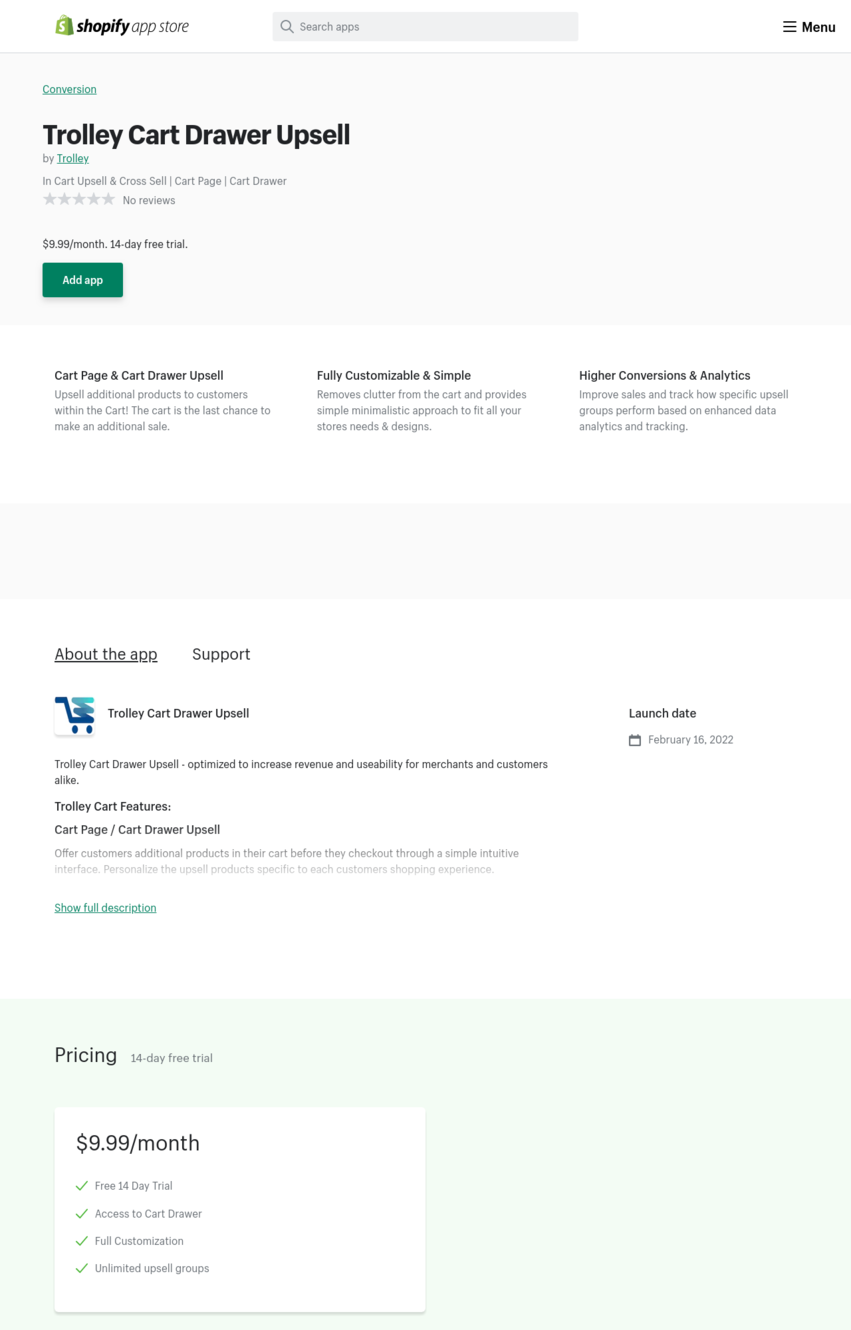 shopify app store
Search apps
Menu
Conversion
Trolley Cart Drawer Upsell
by Trolley
In Cart Upsell & Cross Sell | Cart Page | Cart Drawer
No reviews
$9.99/month. 14-day free trial.
Add app
Cart Page & Cart Drawer Upsell
Upsell additional products to customers
within the Cart! The cart is the last chance to
make an additional sale.
Fully Customizable & Simple
Removes clutter from the cart and provides
simple minimalistic approach to fit all your
stores needs & designs.
Higher Conversions & Analytics
Improve sales and track how specific upsell
groups perform based on enhanced data
analytics and tracking.
About the app
Support
Trolley Cart Drawer Upsell
Launch date
February 16, 2022
Trolley Cart Drawer Upsell - optimized to increase revenue and useability for merchants and customers
alike.
Trolley Cart Features:
Cart Page / Cart Drawer Upsell
Offer customers additional products in their cart before they checkout through a simple intuitive
interface. Personalize the upsell products specific to each customers shopping experience.
Show full description
Pricing 14-day free trial
$9.99/month
Free 14 Day Trial
Access to Cart Drawer
Full Customization
Unlimited upsell groups